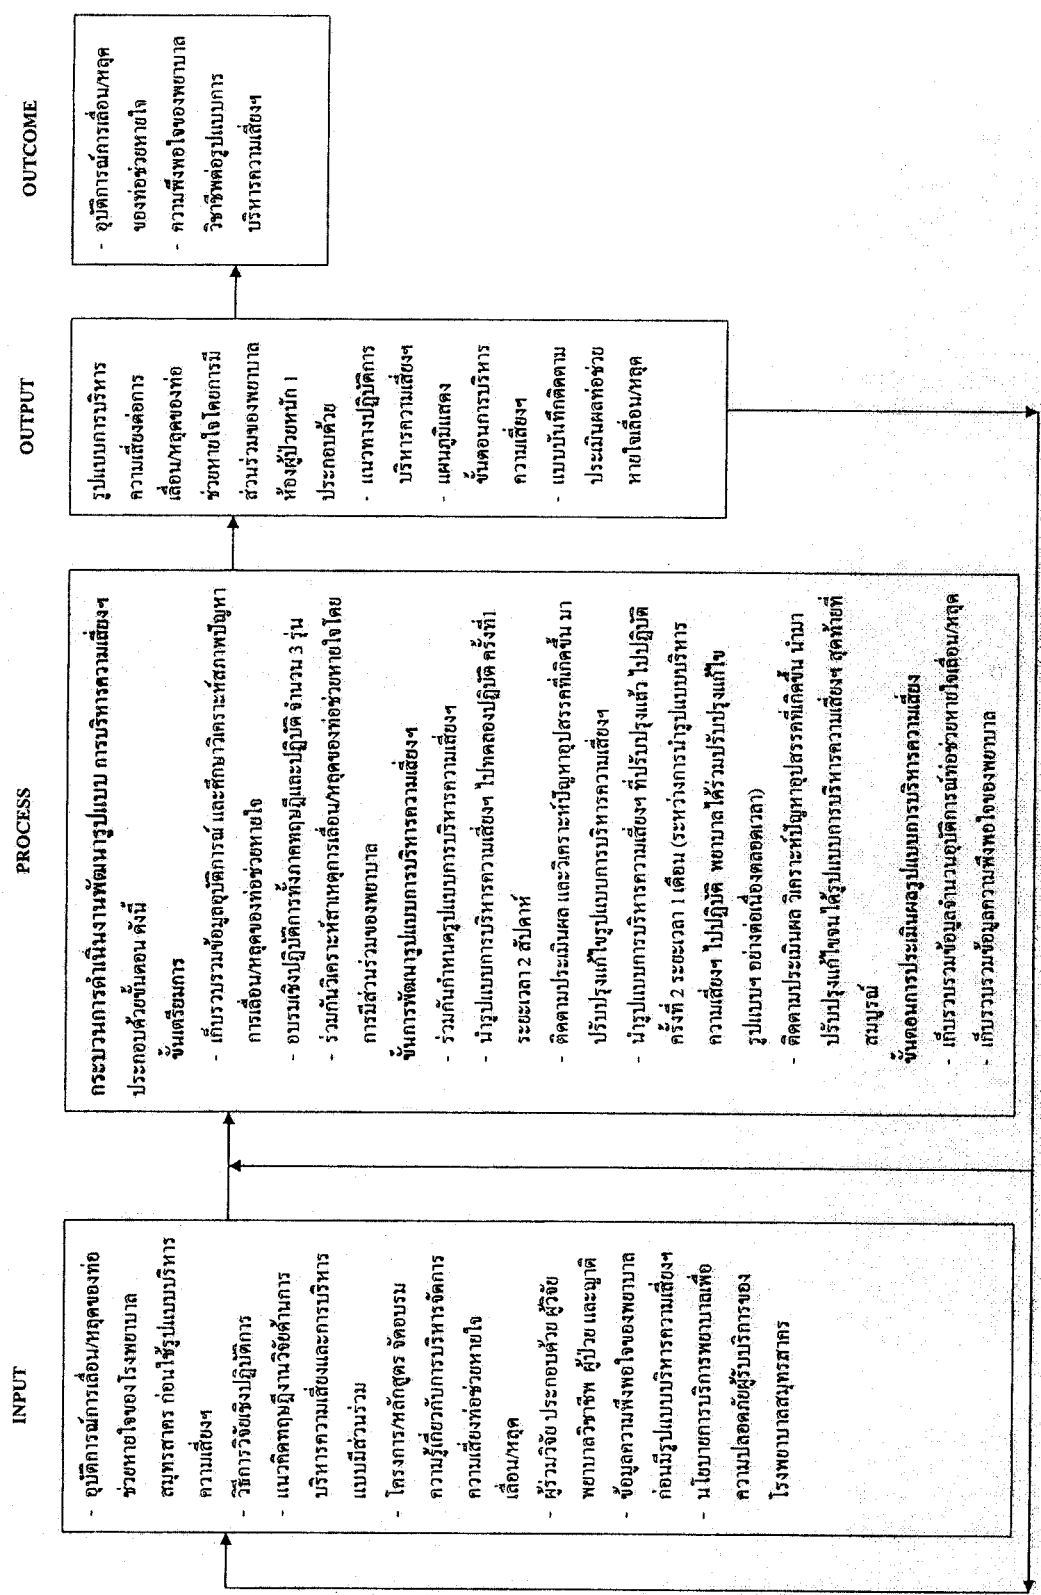 INPUT
- อุบัติการณ์การเลื่อน/หลุดของท่อ
ช่วยหายใจของโรงพยาบาล
สมุทรสาคร ก่อนใช้รูปแบบบริหาร
ความเสี่ยงฯ
- วิธีการวิจัยเชิงปฏิบัติการ
- แนวคิดทฤษฎีงานวิจัยด้านการ
บริหารความเสี่ยงและการบริหาร
แบบมีส่วนร่วม
- โครงการ/หลักสูตร จัดอบรม
ความรู้เกี่ยวกับการบริหารจัดการ
ความเสี่ยงท่อช่วยหายใจ
เลื่อน/หลุด
- ผู้ร่วมวิจัย ประกอบด้วย ผู้วิจัย
พยาบาลวิชาชีพ ผู้ป่วย และญาติ
- ข้อมูลความพึงพอใจของพยาบาล
ก่อนมีรูปแบบบริหารความเสี่ยงฯ
- นโยบายการบริการพยาบาลเพื่อ
ความปลอดภัยผู้รับบริการของ
โรงพยาบาลสมุทรสาคร
PROCESS
กระบวนการดำเนินงานพัฒนารูปแบบ การบริหารความเสี่ยงฯ
ประกอบด้วยขั้นตอน ดังนี้
ขั้นเตรียมการ
- เก็บรวบรวมข้อมูลอุบัติการณ์ และศึกษาวิเคราะห์สภาพปัญหา
การเลื่อน/หลุดของท่อช่วยหายใจ
- อบรมเชิงปฏิบัติการทั้งภาคทฤษฎีและปฏิบัติ จำนวน 3 รุ่น
- ร่วมกันวิเคราะห์สาเหตุการเลื่อน/หลุดของท่อช่วยหายใจโดย
การมีส่วนร่วมของพยาบาล
ขั้นการพัฒนารูปแบบการบริหารความเสี่ยงฯ
- ร่วมกันกำหนดรูปแบบการบริหารความเสี่ยงฯ
- นำรูปแบบการบริหารความเสี่ยงฯ ไปทดลองปฏิบัติ ครั้งที่1
ระยะเวลา 2 สัปดาห์
- ติดตามประเมินผล และวิเคราะห์ปัญหาอุปสรรคที่เกิดขึ้น มา
ปรับปรุงแก้ไขรูปแบบการบริหารความเสี่ยงฯ
- นำรูปแบบการบริหารความเสี่ยงฯ ที่ปรับปรุงแล้ว ไปปฏิบัติ
ครั้งที่ 2 ระยะเวลา 1 เดือน (ระหว่างการนำรูปแบบบริหาร
ความเสี่ยงฯ ไปปฏิบัติ พยาบาลได้ร่วมปรับปรุงแก้ไข
รูปแบบฯ อย่างต่อเนื่องตลอดเวลา)
- ติดตามประเมินผล วิเคราะห์ปัญหาอุปสรรคที่เกิดขึ้น นำมา
ปรับปรุงแก้ไขจนได้รูปแบบการบริหารความเสี่ยงฯ สุดท้ายที่
สมบูรณ์
ขั้นตอนการประเมินผลรูปแบบการบริหารความเสี่ยง
- เก็บรวบรวมข้อมูลจำนวนอุบัติการณ์ท่อช่วยหายใจเลื่อน/หลุด
- เก็บรวบรวมข้อมูลความพึงพอใจของพยาบาล
OUTPUT
รูปแบบการบริหาร
ความเสี่ยงต่อการ
เลื่อน/หลุดของท่อ
ช่วยหายใจโดยการมี
ส่วนร่วมของพยาบาล
ห้องผู้ป่วยหนัก 1
ประกอบด้วย
- แนวทางปฏิบัติการ
บริหารความเสี่ยงฯ
- แผนภูมิแสดง
ขั้นตอนการบริหาร
ความเสี่ยงฯ
- แบบบันทึกติดตาม
ประเมินผลท่อช่วย
หายใจเลื่อน/หลุด
OUTCOME
- อุบัติการณ์การเลื่อน/หลุด
ของท่อช่วยหายใจ
- ความพึงพอใจของพยาบาล
วิชาชีพต่อรูปแบบการ
บริหารความเสี่ยงฯ